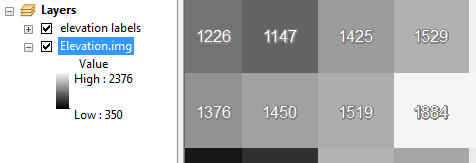 Layers
elevation labels
Elevation.img
Value
High : 2376
Low : 350
1226 1147 1425 1529
1376 1450 1519 1884